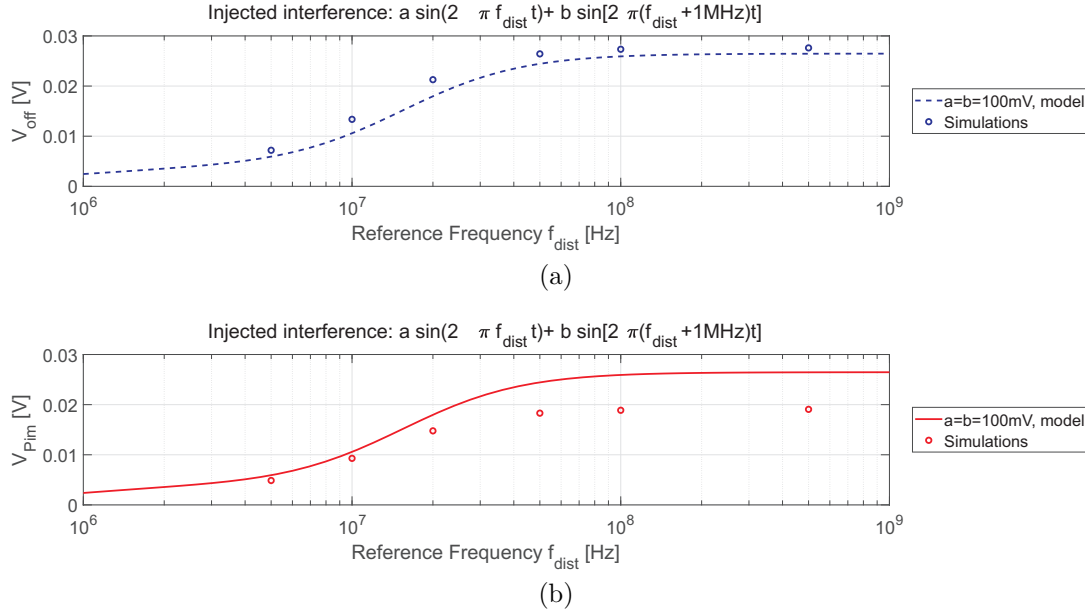 Injected interference: a sin(2 π f_dist t)+ b sin[2 π(f_dist +1MHz)t]
0.03
0.02
0.01
0
V_off [V]
10^6
10^7
10^8
10^9
Reference Frequency f_dist [Hz]
a=b=100mV, model
Simulations
(a)
Injected interference: a sin(2 π f_dist t)+ b sin[2 π(f_dist +1MHz)t]
0.03
0.02
0.01
0
V_Pim [V]
10^6
10^7
10^8
10^9
Reference Frequency f_dist [Hz]
a=b=100mV, model
Simulations
(b)